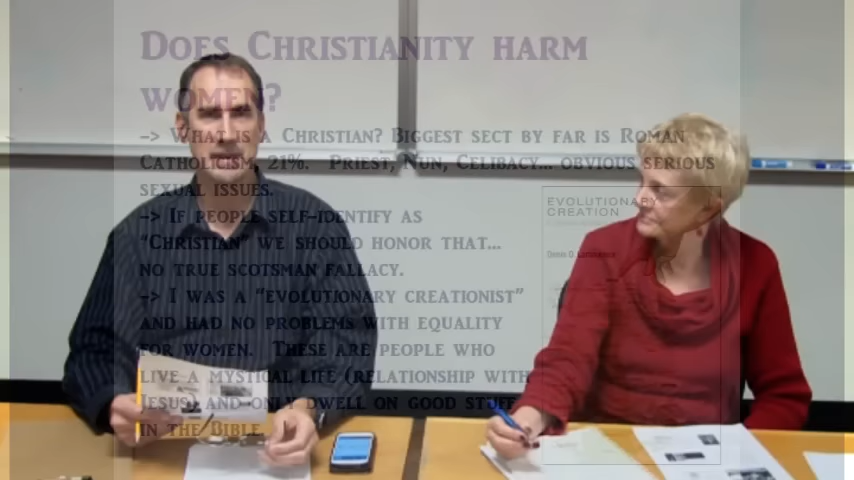 Does Christianity harm
women?
–> What is a Christian? Biggest sect by far is Roman
Catholicism, 21%. Priest, Nun, Celibacy... obvious serious
sexual issues.
–> If people self-identify as
"Christian" we should honor that...
no true scotsman fallacy.
–> I was a "evolutionary creationist"
and had no problems with equality
for women. These are people who
live a mystical life (relationship with
Jesus) and only dwell on good stuff
in the Bible.
EVOLUTIONARY
CREATION
Denis O. Lamoureux